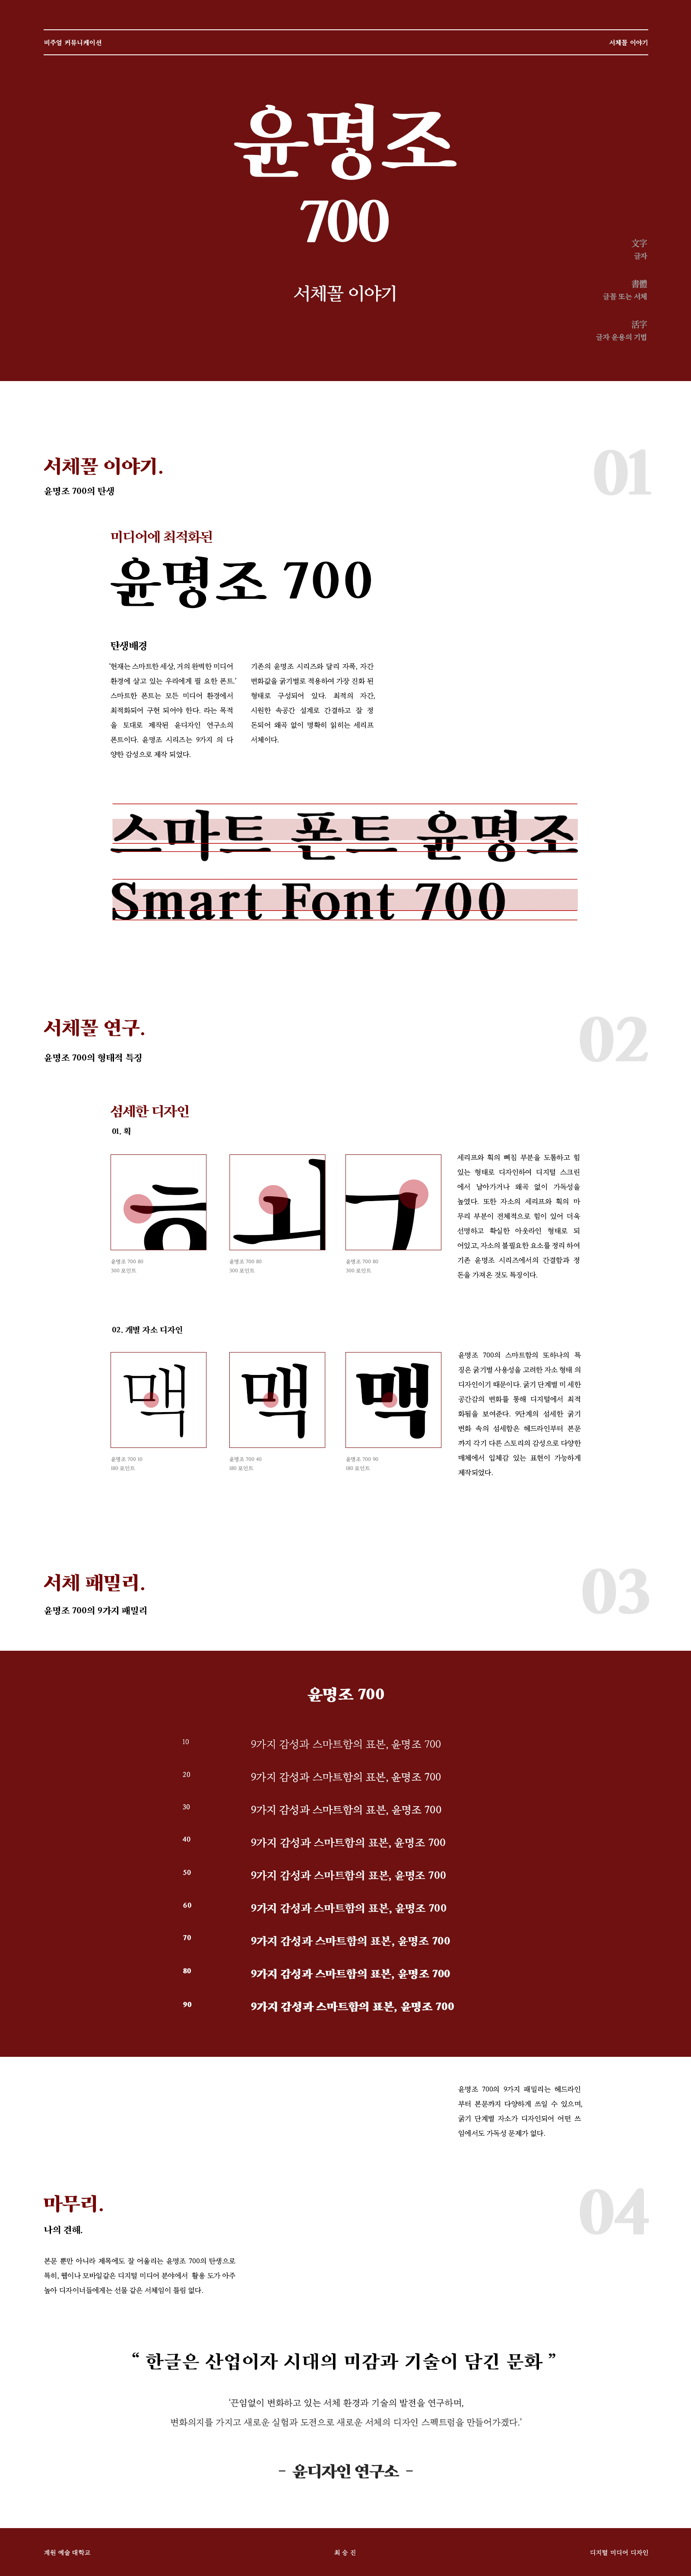 비주얼 커뮤니케이션
서체꼴 이야기
윤명조
700
서체꼴 이야기
文字
글자
書體
글꼴 또는 서체
活字
글자 운용의 기법
서체꼴 이야기.
01
윤명조 700의 탄생
미디어에 최적화된
윤명조 700
탄생배경
'현재는 스마트한 세상, 거의 완벽한 미디어
환경에 살고 있는 우리에게 필 요한 폰트.'
스마트한 폰트는 모든 미디어 환경에서
최적화되어 구현 되어야 한다. 라는 목적
을 토대로 제작된 윤디자인 연구소의
폰트이다. 윤명조 시리즈는 9가지 의 다
양한 감성으로 제작 되었다.
기존의 윤명조 시리즈와 달리 자폭, 자간
변화값을 굵기별로 적용하여 가장 진화 된
형태로 구성되어 있다. 최적의 자간,
시원한 속공간 설계로 간결하고 잘 정
돈되어 왜곡 없이 명확히 읽히는 세리프
서체이다.
스마트 폰트 윤명조
Smart Font 700
서체꼴 연구.
02
윤명조 700의 형태적 특징
섬세한 디자인
01. 획
윤명조 700 80
300 포인트
윤명조 700 80
300 포인트
윤명조 700 80
300 포인트
세리프와 획의 삐침 부분을 도톰하고 힘
있는 형태로 디자인하여 디지털 스크린
에서 날아가거나 왜곡 없이 가독성을
높였다. 또한 자소의 세리프와 획의 마
무리 부분이 전체적으로 힘이 있어 더욱
선명하고 확실한 아웃라인 형태로 되
어있고, 자소의 불필요한 요소를 정리 하여
기존 윤명조 시리즈에서의 간결함과 정
돈을 가져온 것도 특징이다.
02. 개별 자소 디자인
맥
맥
맥
윤명조 700 10
180 포인트
윤명조 700 40
180 포인트
윤명조 700 90
180 포인트
윤명조 700의 스마트함의 또하나의 특
징은 굵기별 사용성을 고려한 자소 형태 의
디자인이기 때문이다. 굵기 단계별 미 세한
공간감의 변화를 통해 디지털에서 최적
화됨을 보여준다. 9단계의 섬세한 굵기
변화 속의 섬세함은 헤드라인부터 본문
까지 각기 다른 스토리의 감성으로 다양한
매체에서 입체감 있는 표현이 가능하게
제작되었다.
서체 패밀리.
03
윤명조 700의 9가지 패밀리
윤명조 700
10 9가지 감성과 스마트함의 표본, 윤명조 700
20 9가지 감성과 스마트함의 표본, 윤명조 700
30 9가지 감성과 스마트함의 표본, 윤명조 700
40 9가지 감성과 스마트함의 표본, 윤명조 700
50 9가지 감성과 스마트함의 표본, 윤명조 700
60 9가지 감성과 스마트함의 표본, 윤명조 700
70 9가지 감성과 스마트함의 표본, 윤명조 700
80 9가지 감성과 스마트함의 표본, 윤명조 700
90 9가지 감성과 스마트함의 표본, 윤명조 700
윤명조 700의 9가지 패밀리는 헤드라인
부터 본문까지 다양하게 쓰일 수 있으며,
굵기 단계별 자소가 디자인되어 어떤 쓰
임에서도 가독성 문제가 없다.
마무리.
04
나의 견해.
본문 뿐만 아니라 제목에도 잘 어울리는 윤명조 700의 탄생으로
특히, 웹이나 모바일같은 디지털 미디어 분야에서 활용 도가 아주
높아 디자이너들에게는 선물 같은 서체임이 틀림 없다.
“ 한글은 산업이자 시대의 미감과 기술이 담긴 문화 ”
'끈임없이 변화하고 있는 서체 환경과 기술의 발전을 연구하며,
변화의지를 가지고 새로운 실험과 도전으로 새로운 서체의 디자인 스펙트럼을 만들어가겠다.'
- 윤디자인 연구소 -
계원 예술 대학교
최 승 진
디지털 미디어 디자인